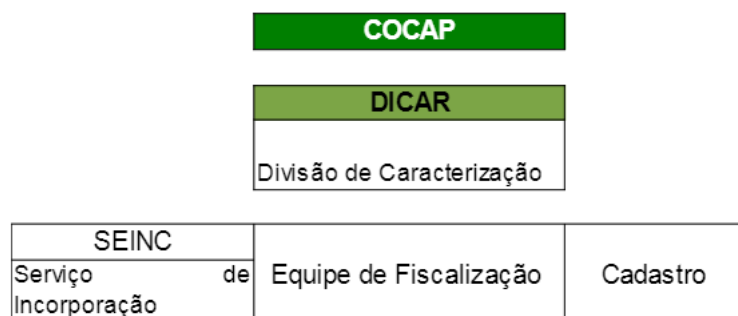 COCAP
DICAR
Divisão de Caracterização
SEINC
Serviço de
Incorporação
Equipe de Fiscalização
Cadastro